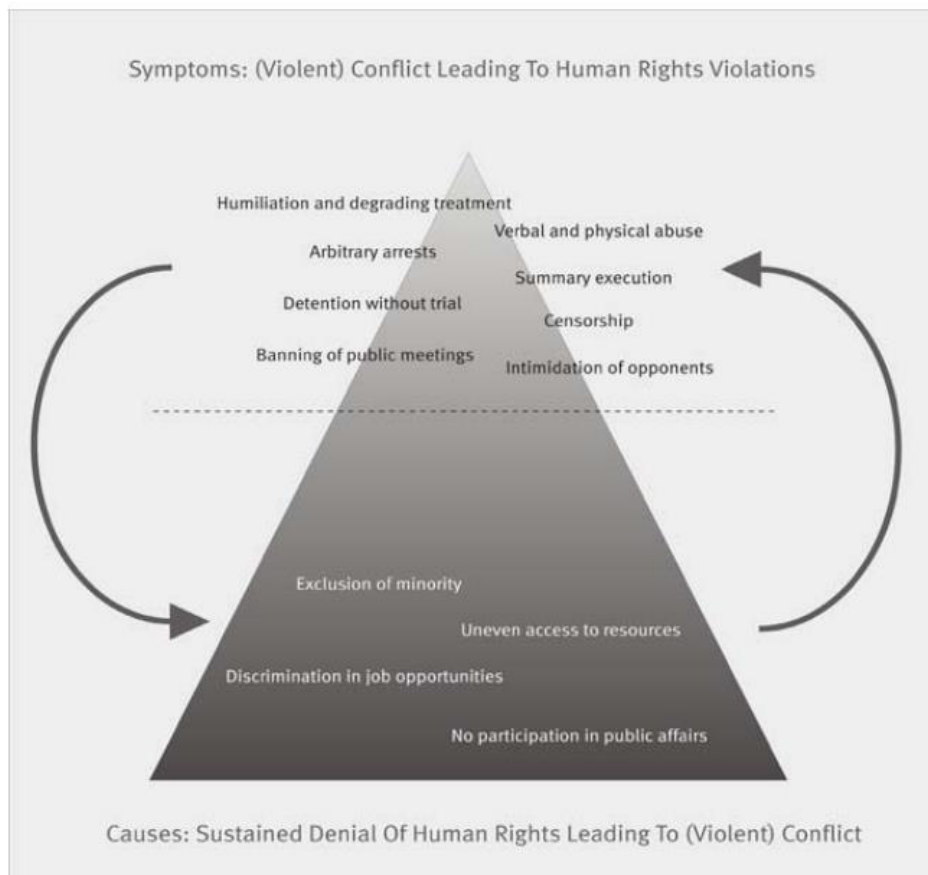 Symptoms: (Violent) Conflict Leading To Human Rights Violations
Humiliation and degrading treatment
Verbal and physical abuse
Arbitrary arrests
Summary execution
Detention without trial
Censorship
Banning of public meetings
Intimidation of opponents
Exclusion of minority
Uneven access to resources
Discrimination in job opportunities
No participation in public affairs
Causes: Sustained Denial Of Human Rights Leading To (Violent) Conflict